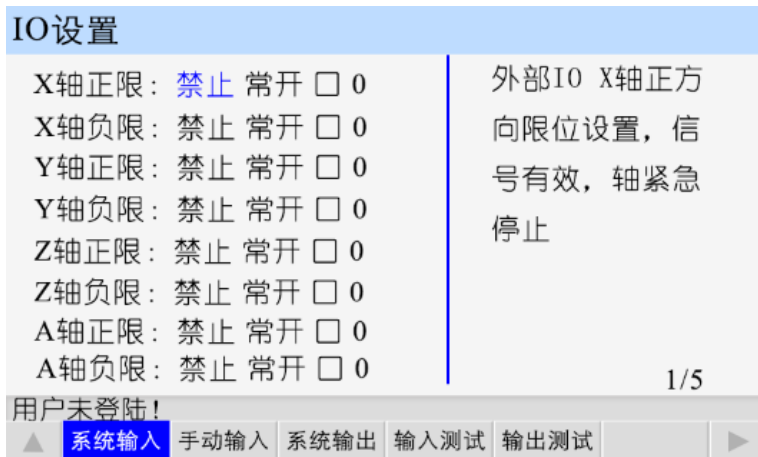 IO设置
X轴正限: 禁止 常开 □ 0
X轴负限: 禁止 常开 □ 0
Y轴正限: 禁止 常开 □ 0
Y轴负限: 禁止 常开 □ 0
Z轴正限: 禁止 常开 □ 0
Z轴负限: 禁止 常开 □ 0
A轴正限: 禁止 常开 □ 0
A轴负限: 禁止 常开 □ 0
外部IO X轴正方
向限位设置，信
号有效，轴紧急
停止
1/5
用户未登陆!
系统输入 手动输入 系统输出 输入测试 输出测试